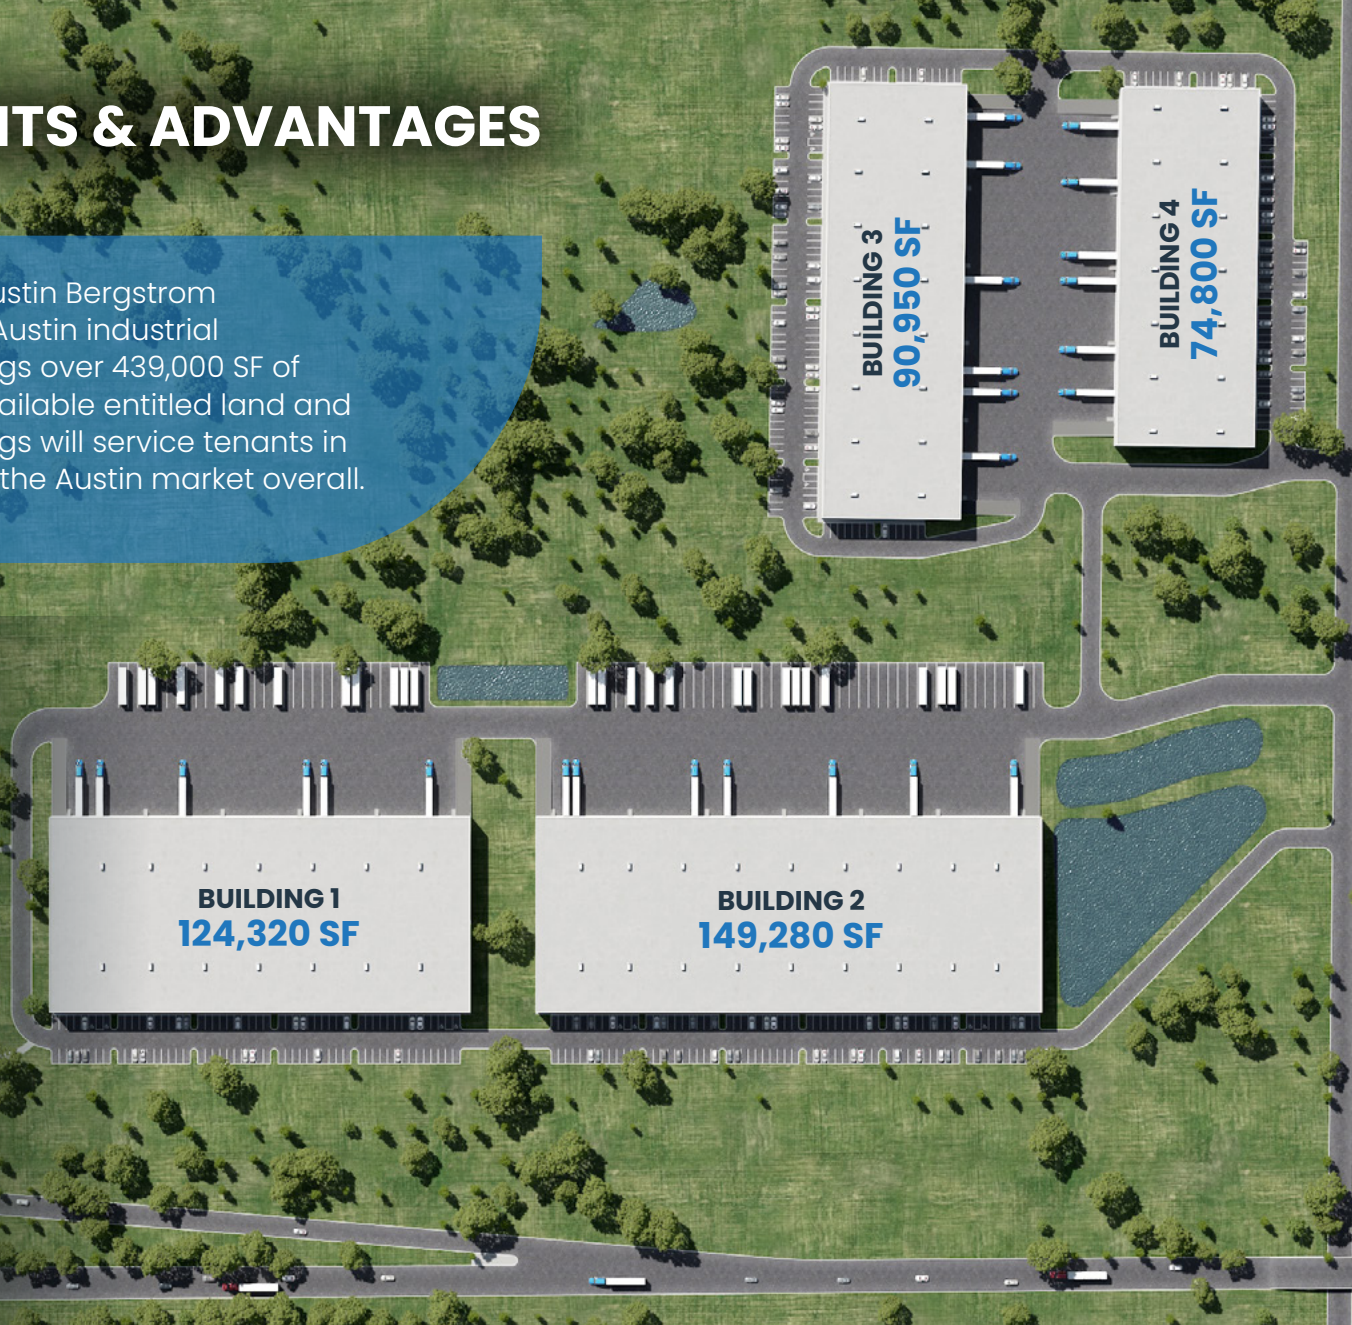 ITS & ADVANTAGES
ustin Bergstrom
Austin industrial
gs over 439,000 SF of
ailable entitled land and
gs will service tenants in
the Austin market overall.
BUILDING 3
90,950 SF
BUILDING 4
74,800 SF
BUILDING 1
124,320 SF
BUILDING 2
149,280 SF